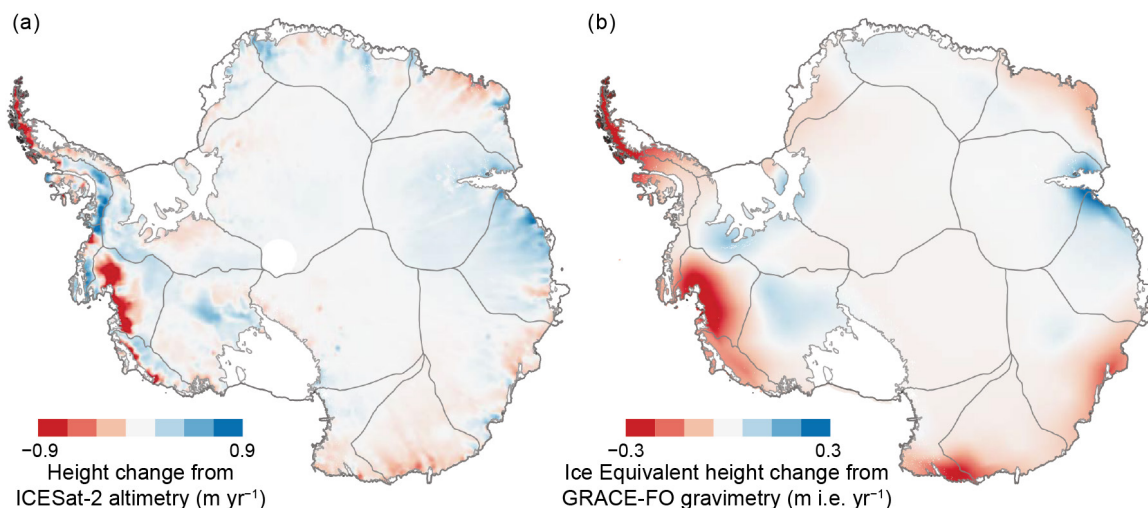 (a)
(b)
−0.9 0.9
Height change from
ICESat-2 altimetry (m yr⁻¹)
−0.3 0.3
Ice Equivalent height change from
GRACE-FO gravimetry (m i.e. yr⁻¹)